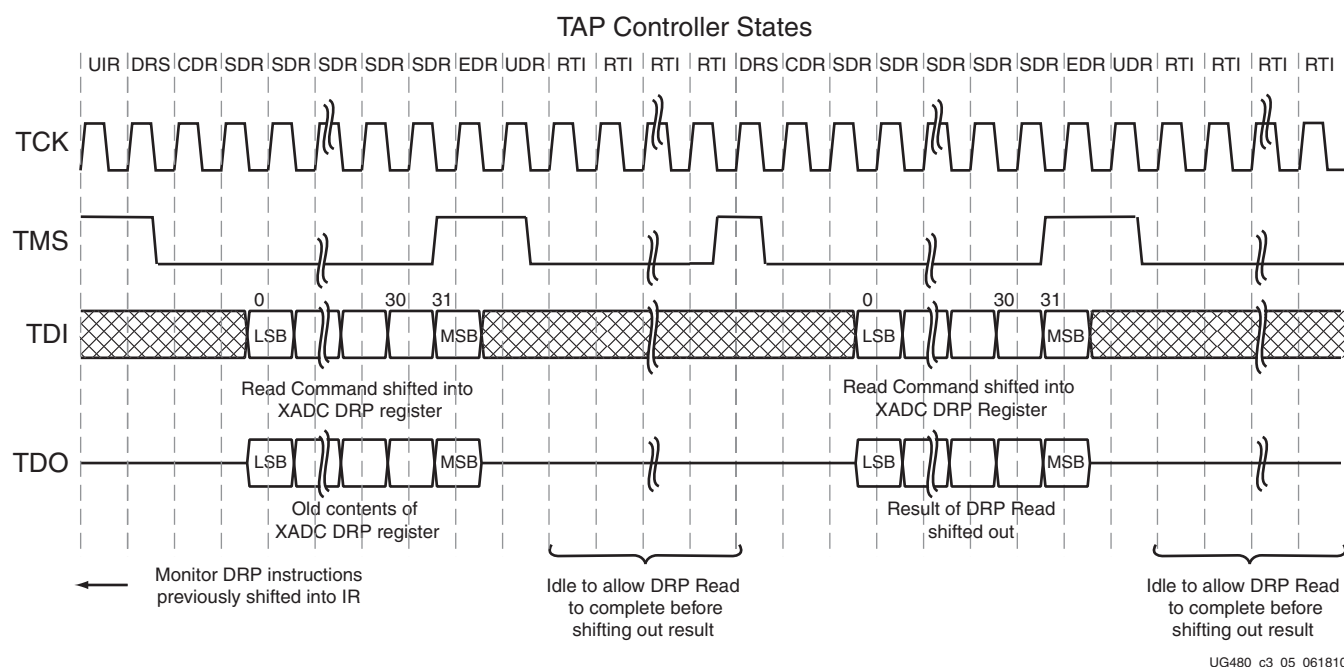 TAP Controller States
UIR DRS CDR SDR SDR SDR SDR SDR EDR UDR RTI RTI RTI RTI DRS CDR SDR SDR SDR SDR SDR EDR UDR RTI RTI RTI RTI
TCK
TMS
0 30 31 0 30 31
TDI LSB MSB LSB MSB
Read Command shifted into
XADC DRP register
Read Command shifted into
XADC DRP Register
TDO LSB MSB LSB MSB
Old contents of
XADC DRP register
Result of DRP Read
shifted out
Monitor DRP instructions
previously shifted into IR
Idle to allow DRP Read
to complete before
shifting out result
Idle to allow DRP Read
to complete before
shifting out result
UG480_c3_05_061810